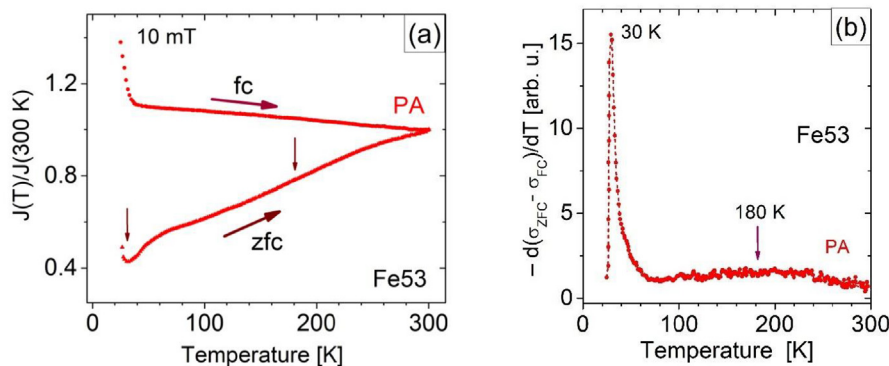 (a)
10 mT
fc
PA
zfc
Fe53
1.2
0.8
0.4
0
100
200
300
J(T)/J(300 K)
Temperature [K]
(b)
30 K
Fe53
180 K
PA
15
10
5
0
0
100
200
300
− d(σZFC- σFC)/dT [arb. u.]
Temperature [K]